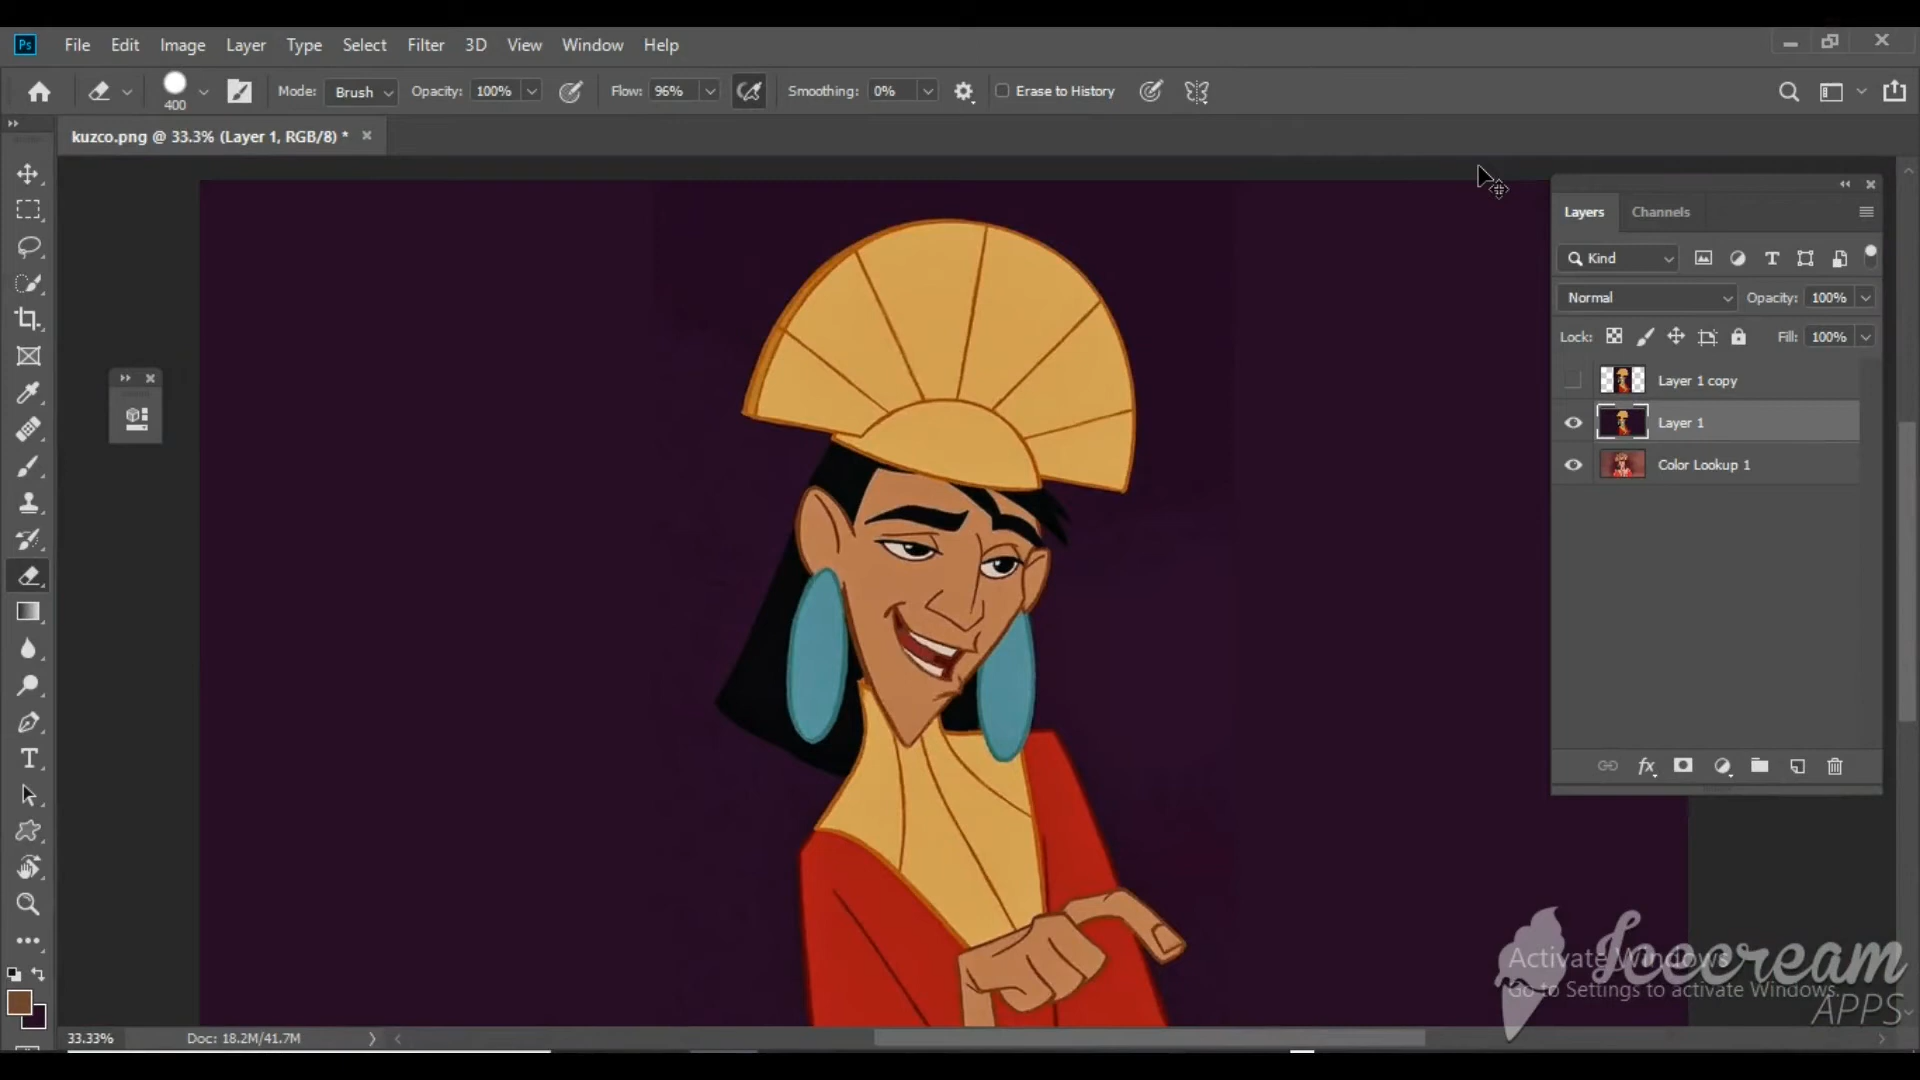 Ps File Edit Image Layer Type Select Filter 3D View Window Help
400 Mode: Brush Opacity: 100% Flow: 96% Smoothing: 0% Erase to History
kuzco.png @ 33.3% (Layer 1, RGB/8) *
Layers Channels
Kind
Normal Opacity: 100%
Lock: Fill: 100%
Layer 1 copy
Layer 1
Color Lookup 1
fx
Activate Windows
Go to Settings to activate Windows.
Icecream
APPS
33.33% Doc: 18.2M/41.7M